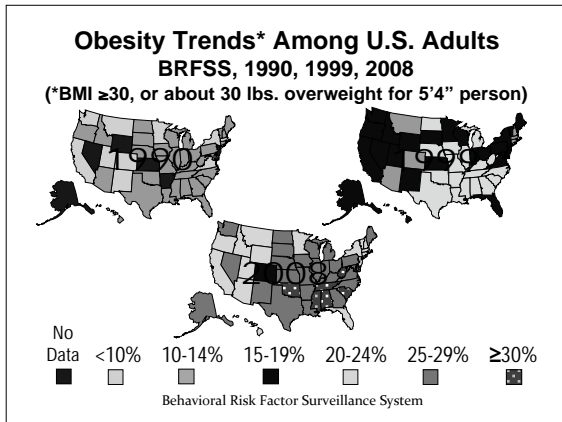 Obesity Trends* Among U.S. Adults
BRFSS, 1990, 1999, 2008
(*BMI ≥30, or about 30 lbs. overweight for 5’4” person)
1990
1999
2008
No
Data <10% 10-14% 15-19% 20-24% 25-29% ≥30%
Behavioral Risk Factor Surveillance System